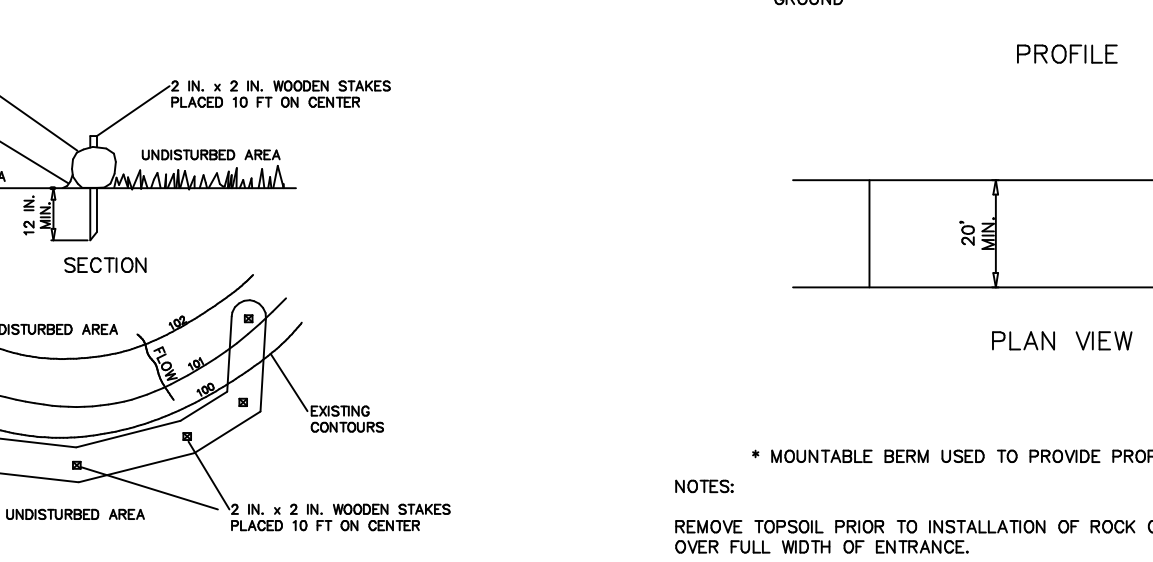 GROUND
PROFILE
2 IN. x 2 IN. WOODEN STAKES
PLACED 10 FT ON CENTER
UNDISTURBED AREA
12 IN.
MIN.
SECTION
20'
MIN.
PLAN VIEW
DISTURBED AREA
102
FLOW
101
100
EXISTING
CONTOURS
UNDISTURBED AREA
2 IN. x 2 IN. WOODEN STAKES
PLACED 10 FT ON CENTER
* MOUNTABLE BERM USED TO PROVIDE
NOTES:
REMOVE TOPSOIL PRIOR TO INSTALLATION OF ROCK
OVER FULL WIDTH OF ENTRANCE.